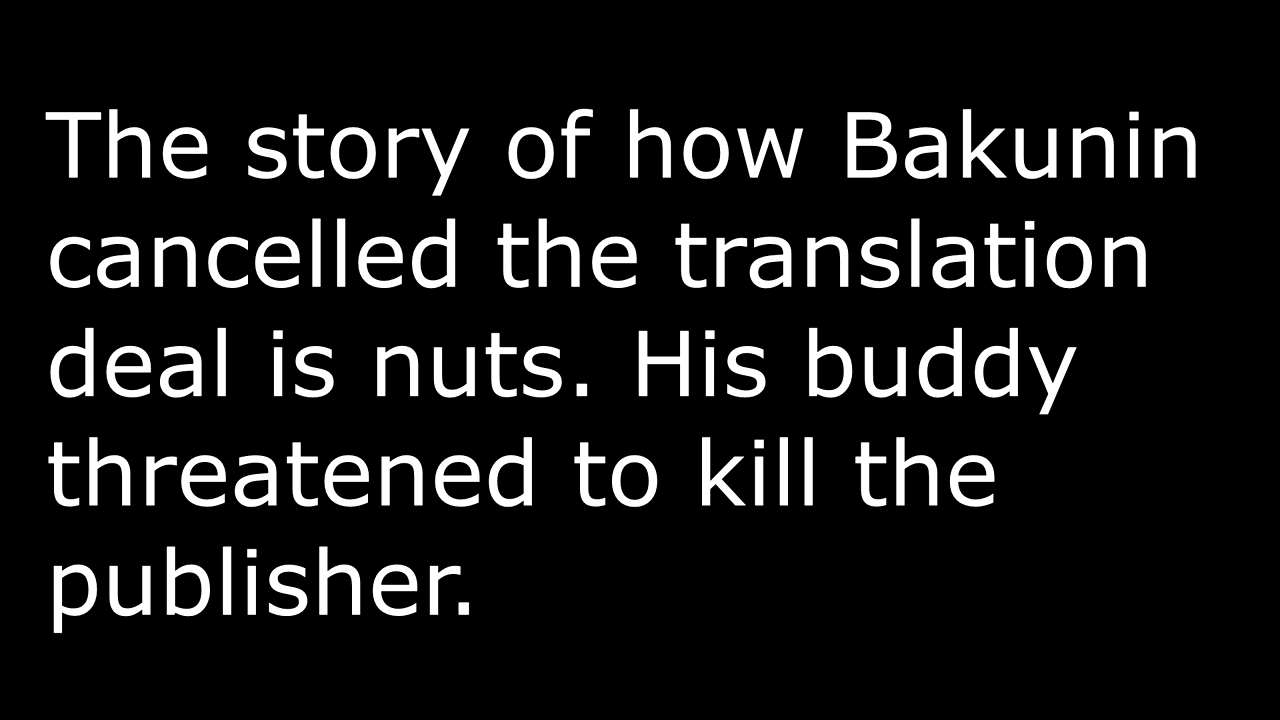 The story of how Bakunin
cancelled the translation
deal is nuts. His buddy
threatened to kill the
publisher.